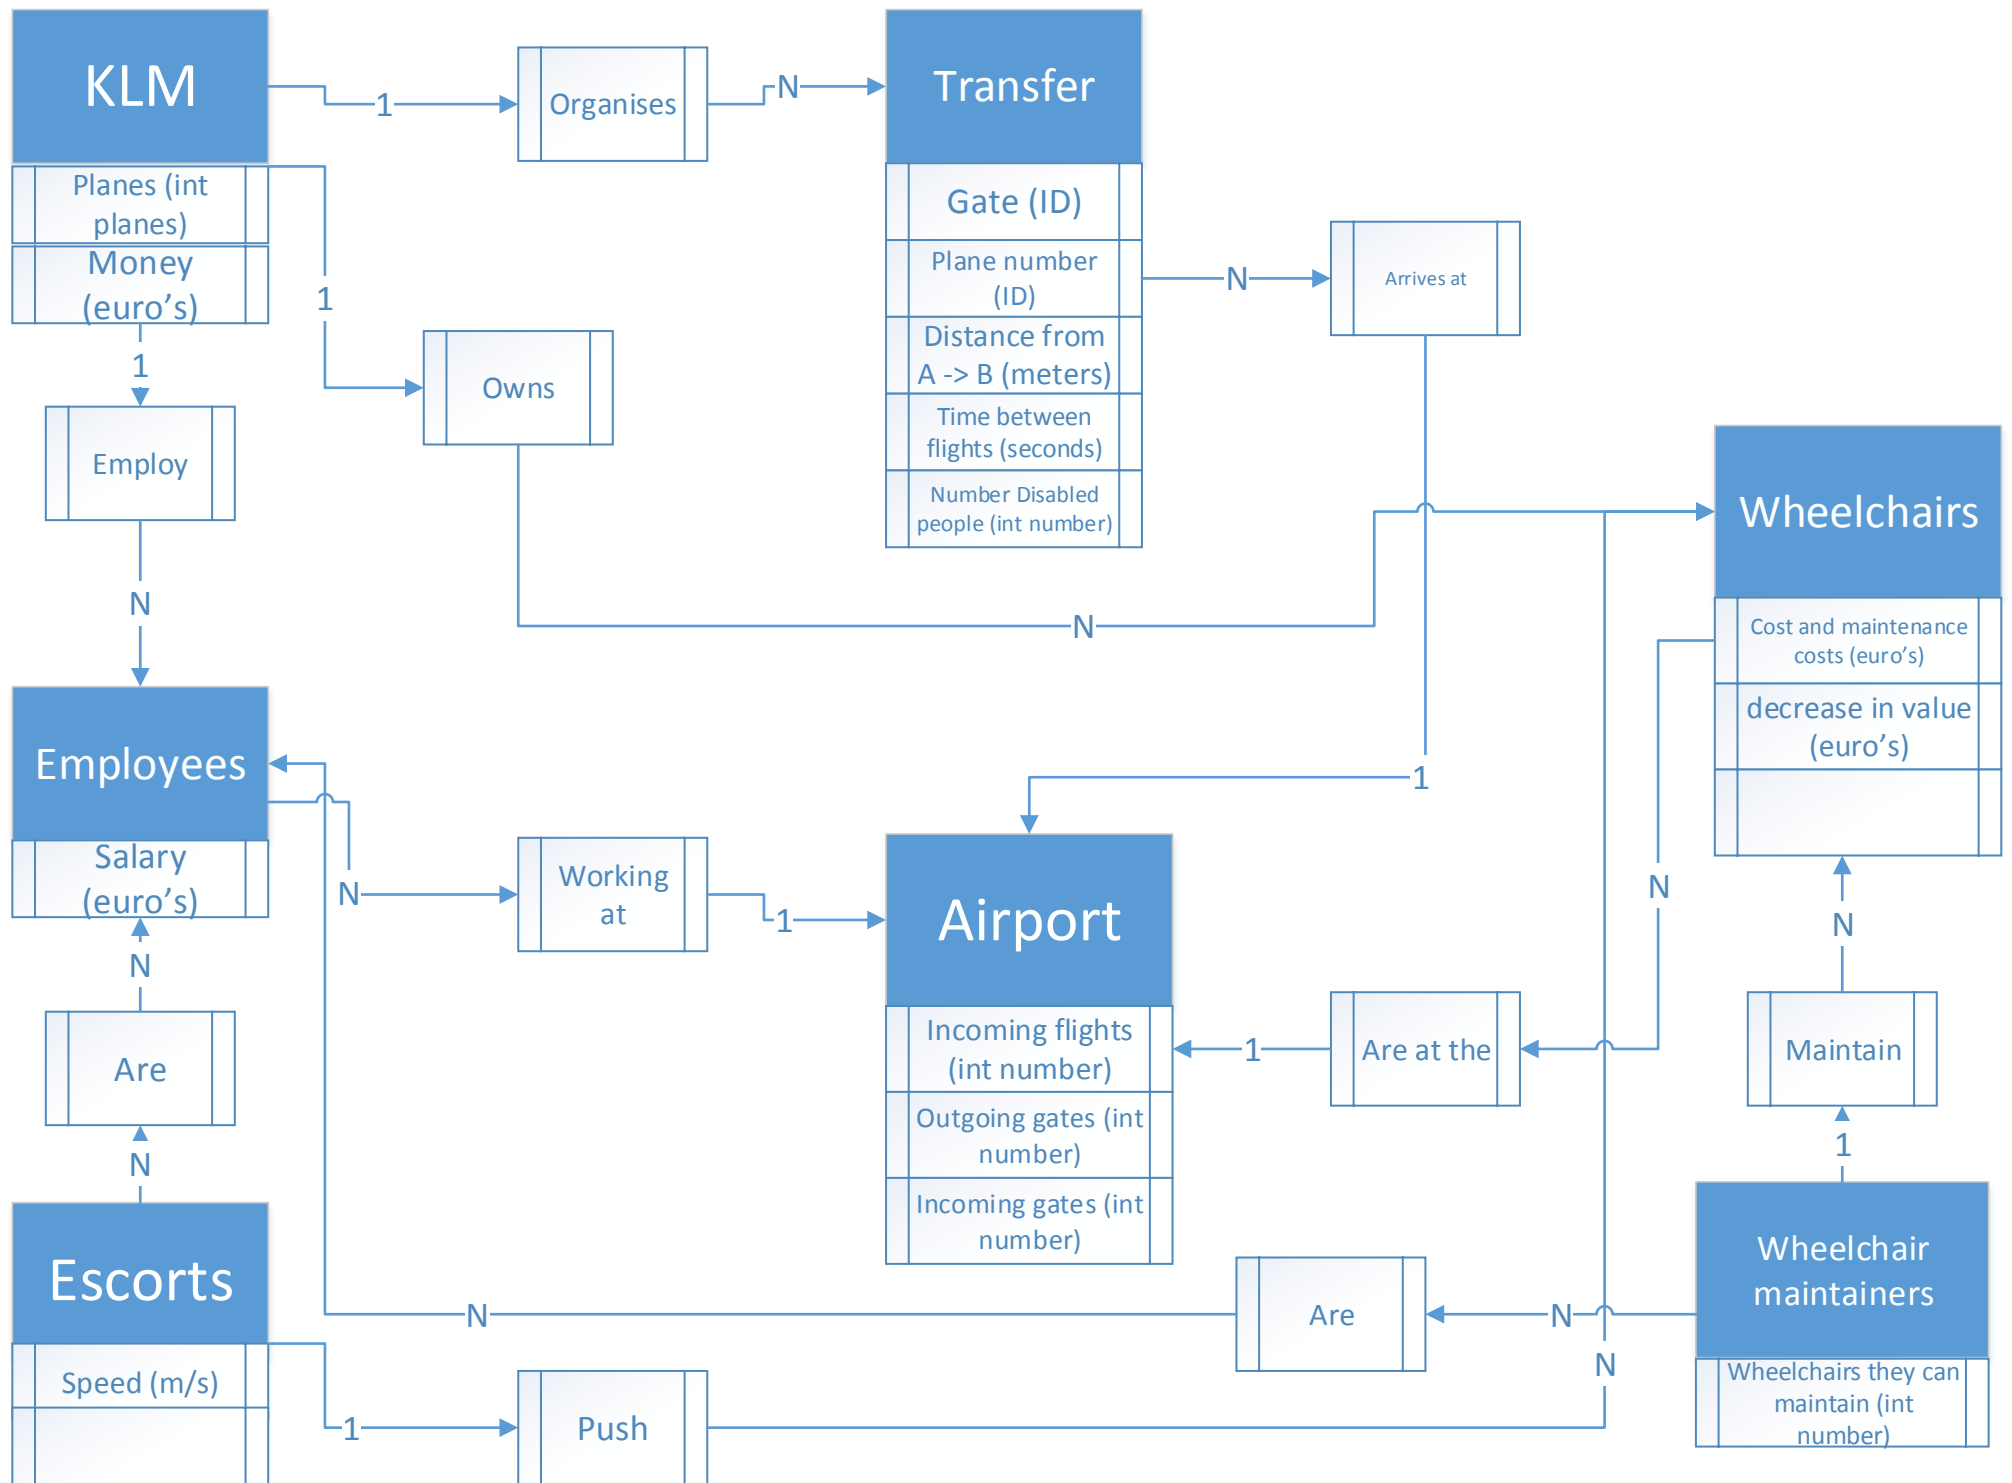 KLM
1
Organises
N
Transfer
Planes (int
planes)
Money
(euro's)
Gate (ID)
Plane number
(ID)
Distance from
A -> B (meters)
Time between
flights (seconds)
Number Disabled
people (int number)
N
Arrives at
1
1
Owns
Employ
N
N
Wheelchairs
Cost and maintenance
costs (euro's)
decrease in value
(euro's)
Employees
Salary
(euro's)
1
N
Working
at
1
Airport
Incoming flights
(int number)
Outgoing gates (int
number)
Incoming gates (int
number)
N
N
N
Are
N
1
Are at the
Maintain
1
Escorts
Speed (m/s)
N
Are
N
Wheelchair
maintainers
Wheelchairs they can
maintain (int
number)
N
1
Push